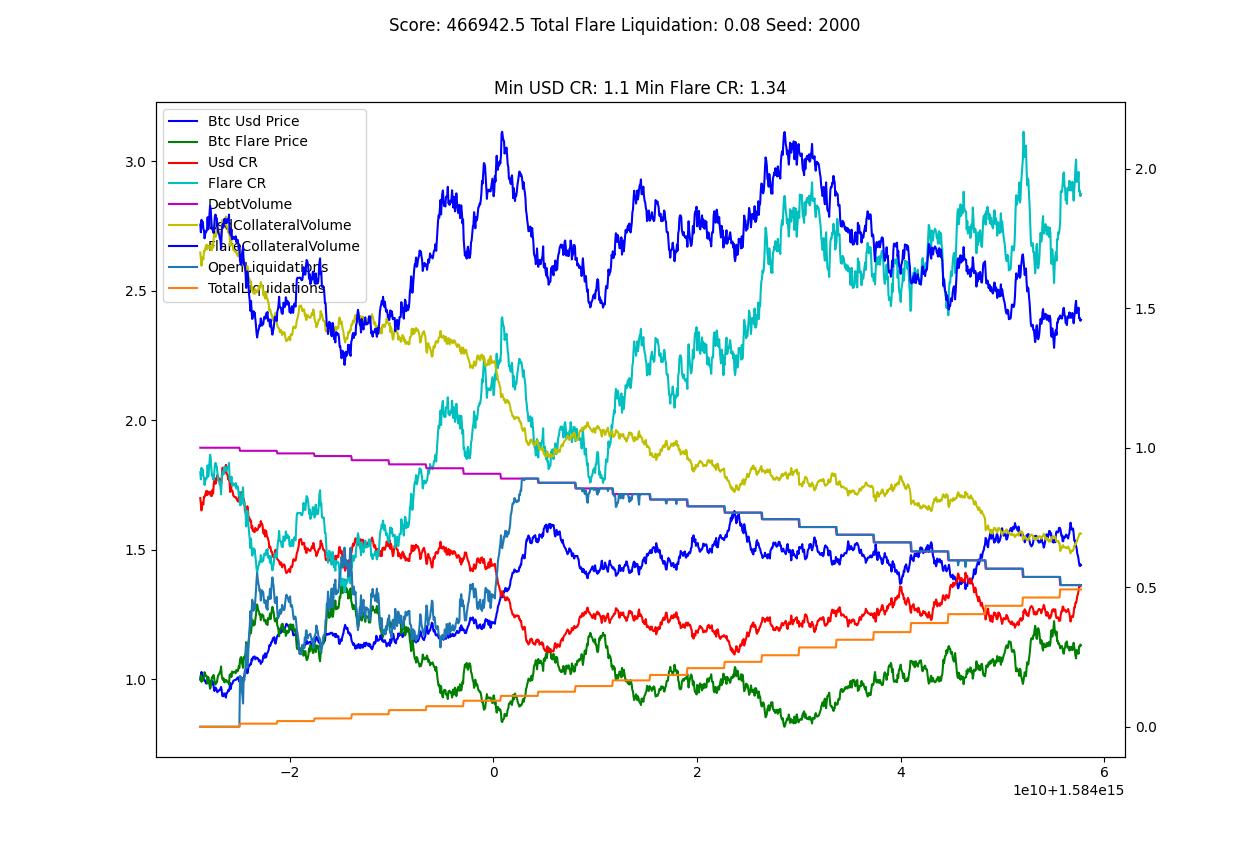 Score: 466942.5 Total Flare Liquidation: 0.08 Seed: 2000
Min USD CR: 1.1 Min Flare CR: 1.34
Btc Usd Price
Btc Flare Price
Usd CR
Flare CR
DebtVolume
UsdCollateralVolume
FlareCollateralVolume
OpenLiquidations
TotalLiquidations
3.0
2.5
2.0
1.5
1.0
2.0
1.5
1.0
0.5
0.0
−2
0
2
4
6
1e10+1.584e15